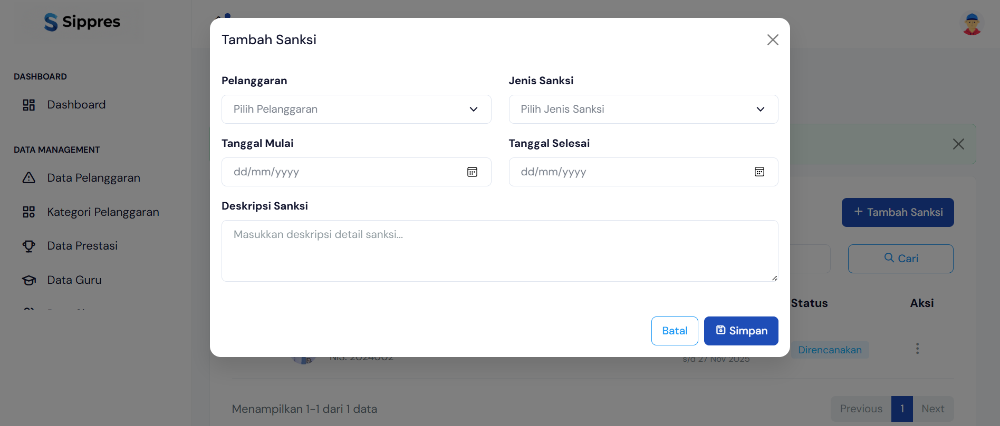 Sippres
DASHBOARD
Dashboard
DATA MANAGEMENT
Data Pelanggaran
Kategori Pelanggaran
Data Prestasi
Data Guru
Tambah Sanksi
Pelanggaran
Jenis Sanksi
Pilih Pelanggaran
Pilih Jenis Sanksi
Tanggal Mulai
Tanggal Selesai
dd/mm/yyyy
dd/mm/yyyy
Deskripsi Sanksi
Masukkan deskripsi detail sanksi...
Batal
Simpan
+ Tambah Sanksi
Cari
Status
Aksi
NIS: 2024002
s/d 27 Nov 2025
Direncanakan
Menampilkan 1-1 dari 1 data
Previous
1
Next